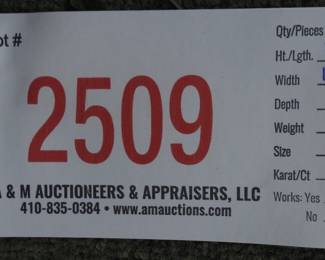 ot #
2509
A & M AUCTIONEERS & APPRAISERS, LLC
410-835-0384 • www.amauctions.com
Qty/Pieces
Ht./Lgth.
Width
Depth
Weight
Size
Karat/Ct
Works: Yes
No